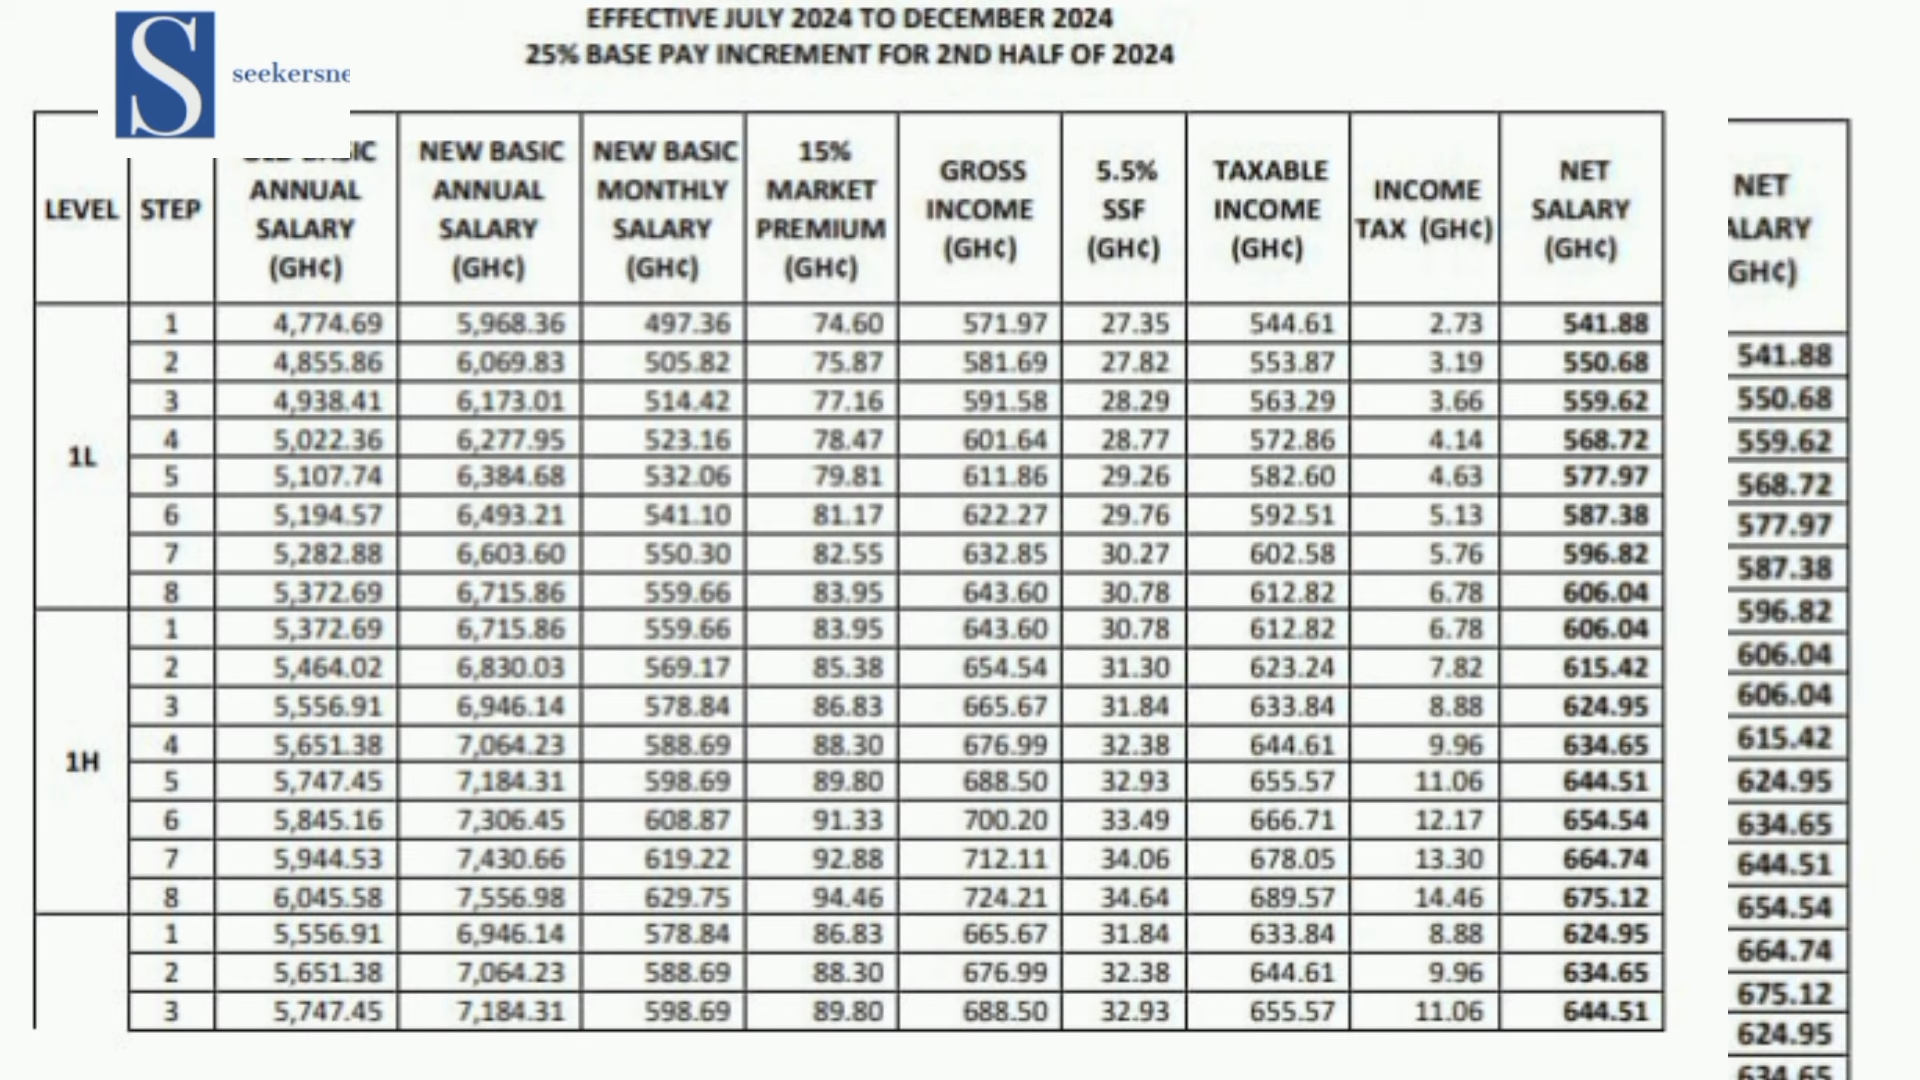 EFFECTIVE JULY 2024 TO DECEMBER 2024
25% BASE PAY INCREMENT FOR 2ND HALF OF 2024
S seekersne
LEVEL STEP ANNUAL SALARY (GH¢) NEW BASIC ANNUAL SALARY (GH¢) NEW BASIC MONTHLY SALARY (GH¢) 15% MARKET PREMIUM (GH¢) GROSS INCOME (GH¢) 5.5% SSF (GH¢) TAXABLE INCOME (GH¢) INCOME TAX (GH¢) NET SALARY (GH¢)
1L
1 4,774.69 5,968.36 497.36 74.60 571.97 27.35 544.61 2.73 541.88
2 4,855.86 6,069.83 505.82 75.87 581.69 27.82 553.87 3.19 550.68
3 4,938.41 6,173.01 514.42 77.16 591.58 28.29 563.29 3.66 559.62
4 5,022.36 6,277.95 523.16 78.47 601.64 28.77 572.86 4.14 568.72
5 5,107.74 6,384.68 532.06 79.81 611.86 29.26 582.60 4.63 577.97
6 5,194.57 6,493.21 541.10 81.17 622.27 29.76 592.51 5.13 587.38
7 5,282.88 6,603.60 550.30 82.55 632.85 30.27 602.58 5.76 596.82
8 5,372.69 6,715.86 559.66 83.95 643.60 30.78 612.82 6.78 606.04
1H
1 5,372.69 6,715.86 559.66 83.95 643.60 30.78 612.82 6.78 606.04
2 5,464.02 6,830.03 569.17 85.38 654.54 31.30 623.24 7.82 615.42
3 5,556.91 6,946.14 578.84 86.83 665.67 31.84 633.84 8.88 624.95
4 5,651.38 7,064.23 588.69 88.30 676.99 32.38 644.61 9.96 634.65
5 5,747.45 7,184.31 598.69 89.80 688.50 32.93 655.57 11.06 644.51
6 5,845.16 7,306.45 608.87 91.33 700.20 33.49 666.71 12.17 654.54
7 5,944.53 7,430.66 619.22 92.88 712.11 34.06 678.05 13.30 664.74
8 6,045.58 7,556.98 629.75 94.46 724.21 34.64 689.57 14.46 675.12
1 5,556.91 6,946.14 578.84 86.83 665.67 31.84 633.84 8.88 624.95
2 5,651.38 7,064.23 588.69 88.30 676.99 32.38 644.61 9.96 634.65
3 5,747.45 7,184.31 598.69 89.80 688.50 32.93 655.57 11.06 644.51
NET
ALARY
GH¢)
541.88
550.68
559.62
568.72
577.97
587.38
596.82
606.04
606.04
615.42
624.95
634.65
644.51
654.54
664.74
675.12
624.95
634.65